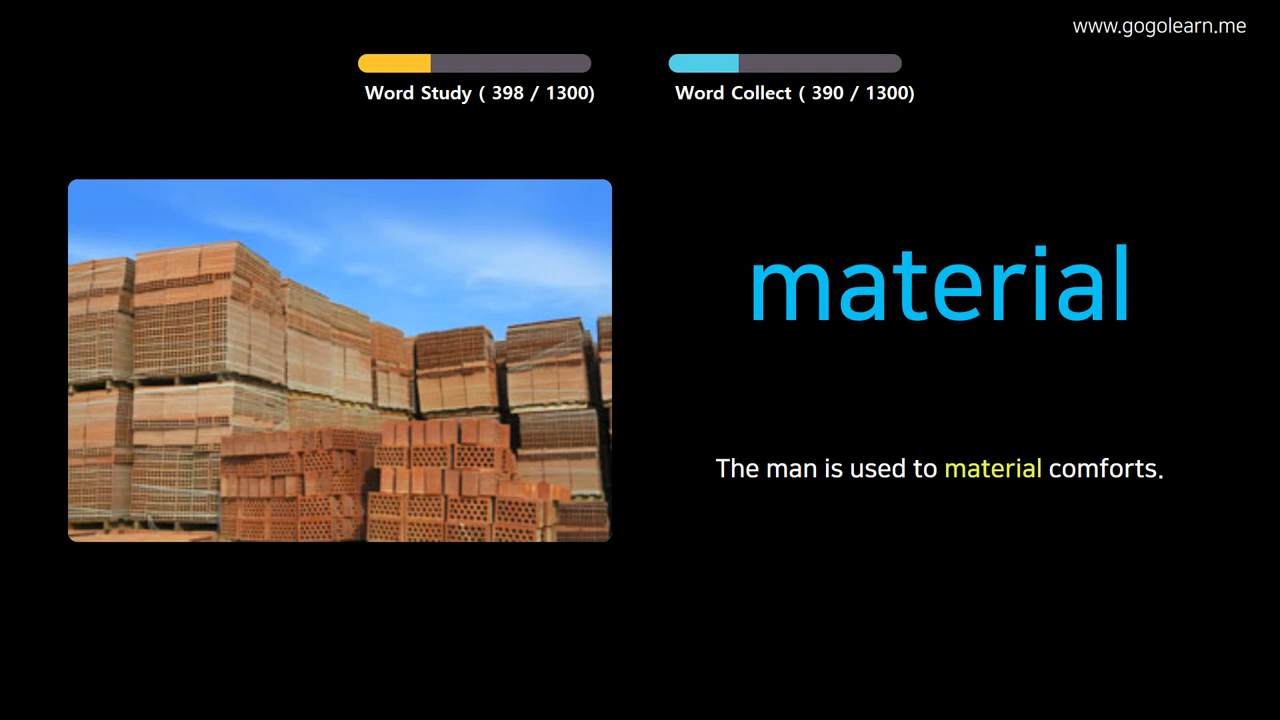 www.gogolearn.me
Word Study ( 398 / 1300)
Word Collect ( 390 / 1300)
material
The man is used to material comforts.